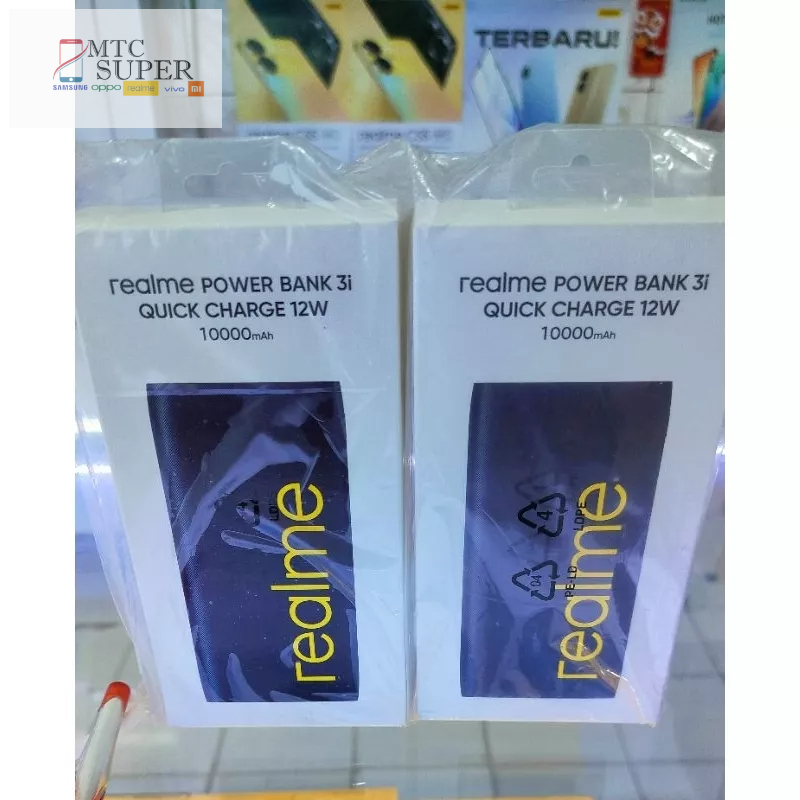 MTC
SUPER
SAMSUNG oppo realme vivo mi
TERBARU!
realme POWER BANK 3i
QUICK CHARGE 12W
10000mAh
realme
LD
realme POWER BANK 3i
QUICK CHARGE 12W
10000mAh
realme
4
LDPE
04
PE-LD